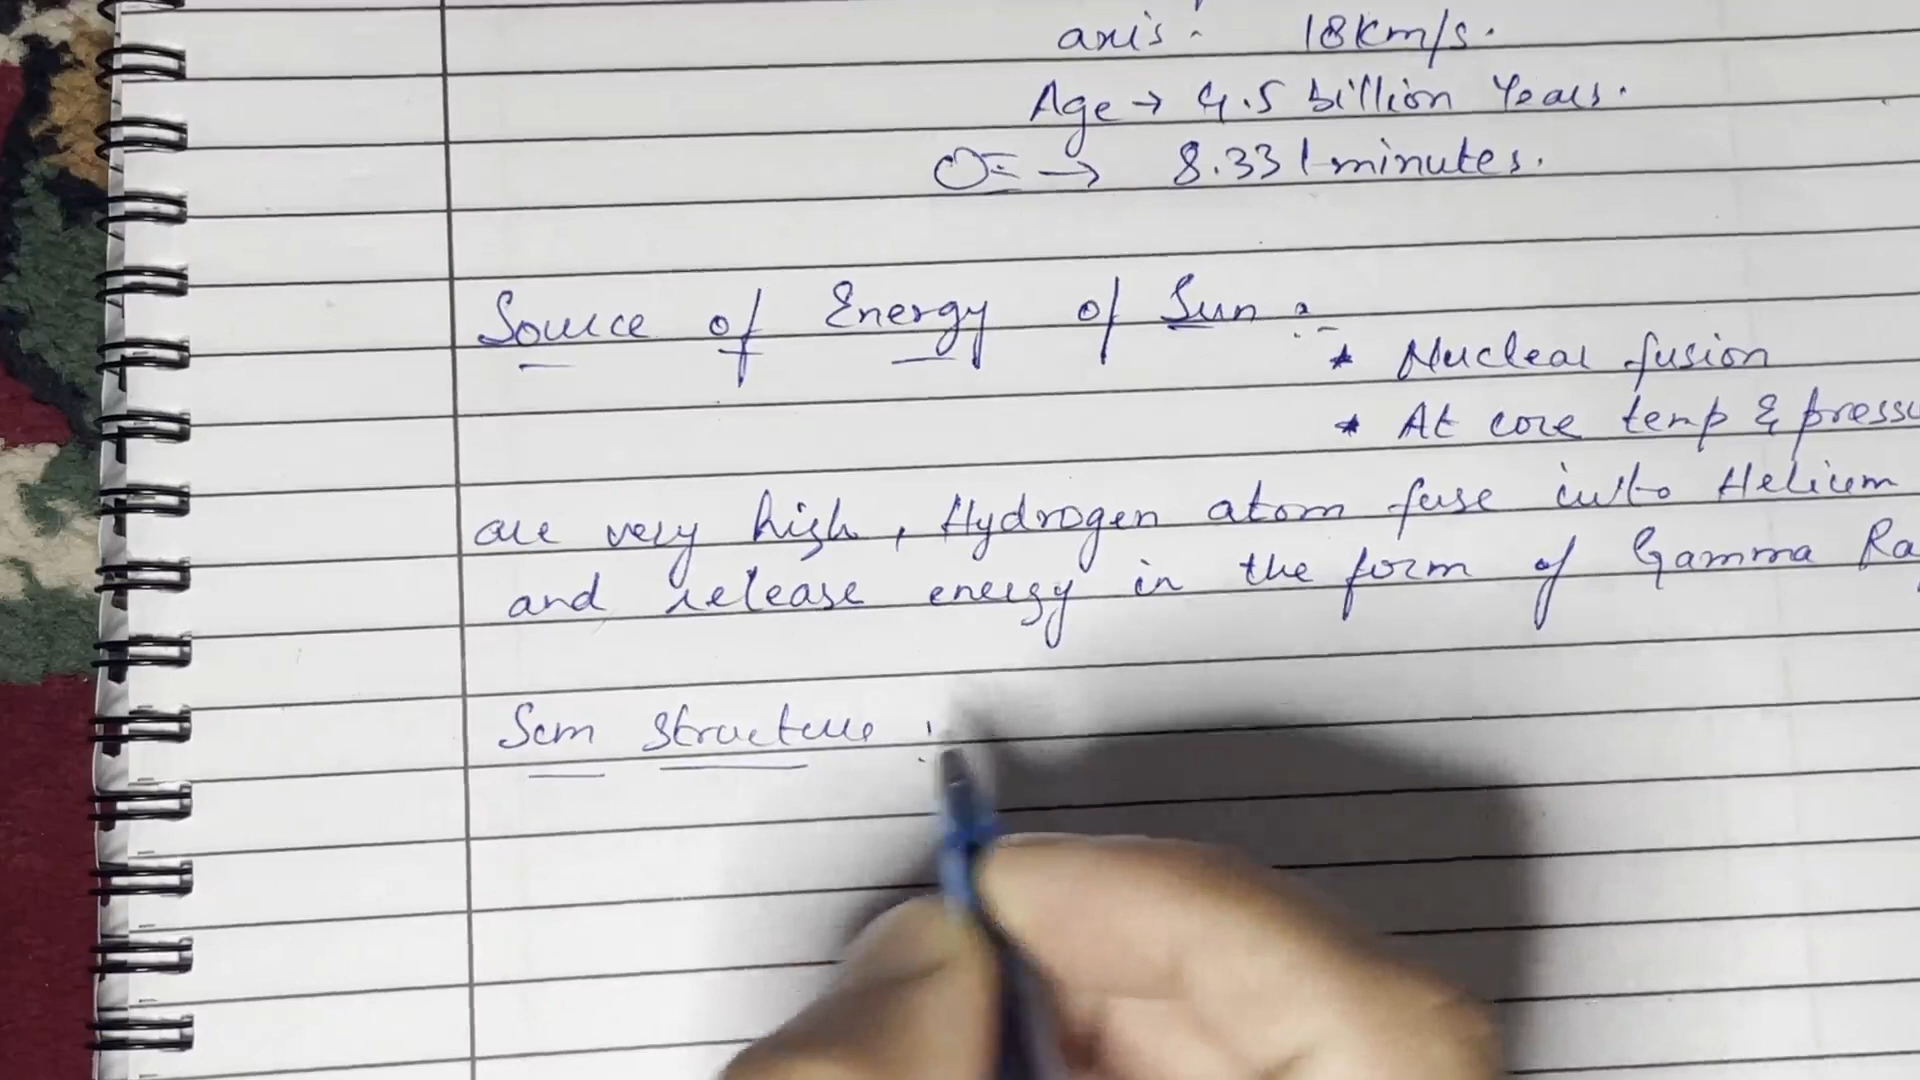 axis : 18km/s.
Age → 4.5 billion Years.
→ 8.33 minutes.
Source of Energy of Sun :-
* Nuclear fusion
* At core temp & pressu
are very high, Hydrogen atom fuse into Helium
and release energy in the form of Gamma Ra
Sun structure :